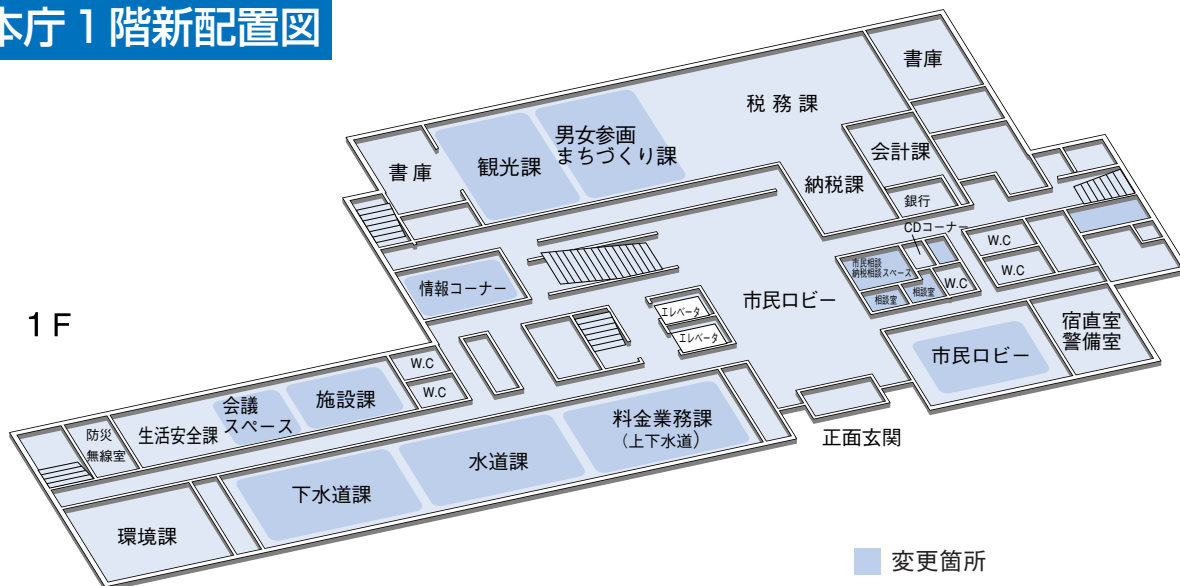 本庁1階新配置図
書庫
税務課
男女参画
まちづくり課
会計課
観光課
書庫
納税課
銀行
CDコーナー
W.C
市民相談
納税相談スペース
W.C
W.C
情報コーナー
相談室
相談室
市民ロビー
エレベータ
宿直室
警備室
1F
エレベータ
市民ロビー
W.C
W.C
施設課
会議
スペース
料金業務課
(上下水道)
正面玄関
防災
無線室
生活安全課
水道課
下水道課
環境課
変更箇所